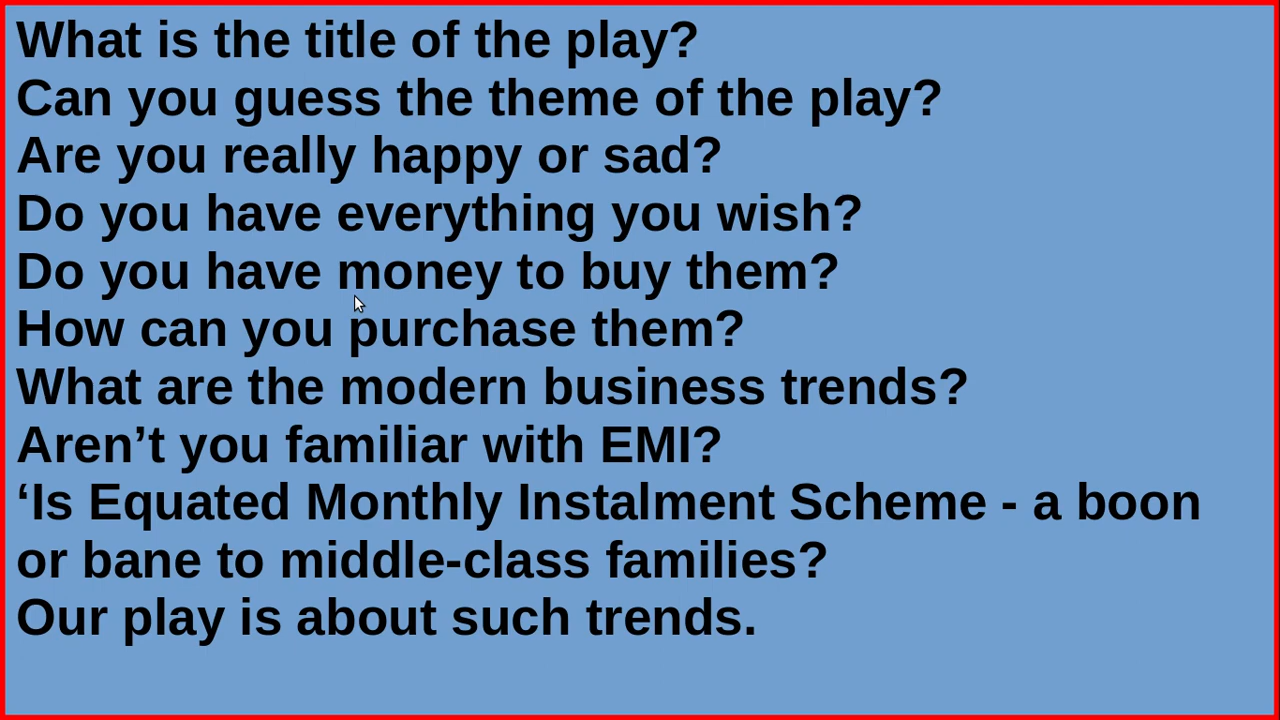 What is the title of the play?
Can you guess the theme of the play?
Are you really happy or sad?
Do you have everything you wish?
Do you have money to buy them?
How can you purchase them?
What are the modern business trends?
Aren’t you familiar with EMI?
‘Is Equated Monthly Instalment Scheme - a boon
or bane to middle-class families?
Our play is about such trends.